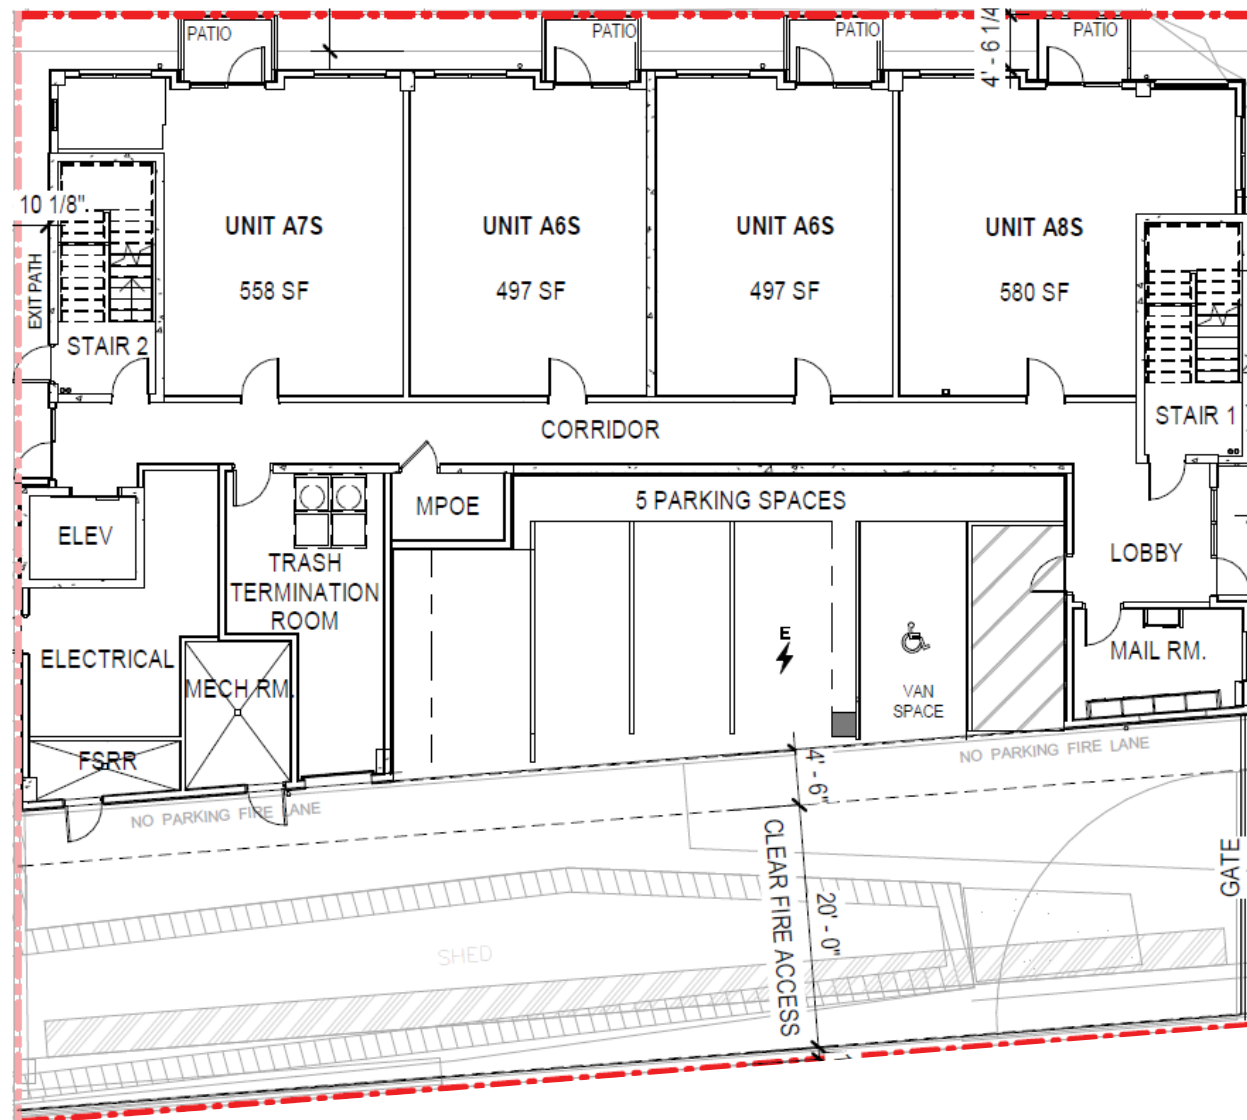 PATIO
PATIO
PATIO
PATIO
4' - 6 1/4
10 1/8"
EXIT PATH
UNIT A7S
558 SF
UNIT A6S
497 SF
UNIT A6S
497 SF
UNIT A8S
580 SF
STAIR 2
STAIR 1
CORRIDOR
MPOE
5 PARKING SPACES
ELEV
TRASH
TERMINATION
ROOM
LOBBY
ELECTRICAL
MECH RM.
E
VAN
SPACE
MAIL RM.
FSRR
NO PARKING FIRE LANE
NO PARKING FIRE LANE
4' - 6"
CLEAR FIRE ACCESS
20' - 0"
GATE
SHED